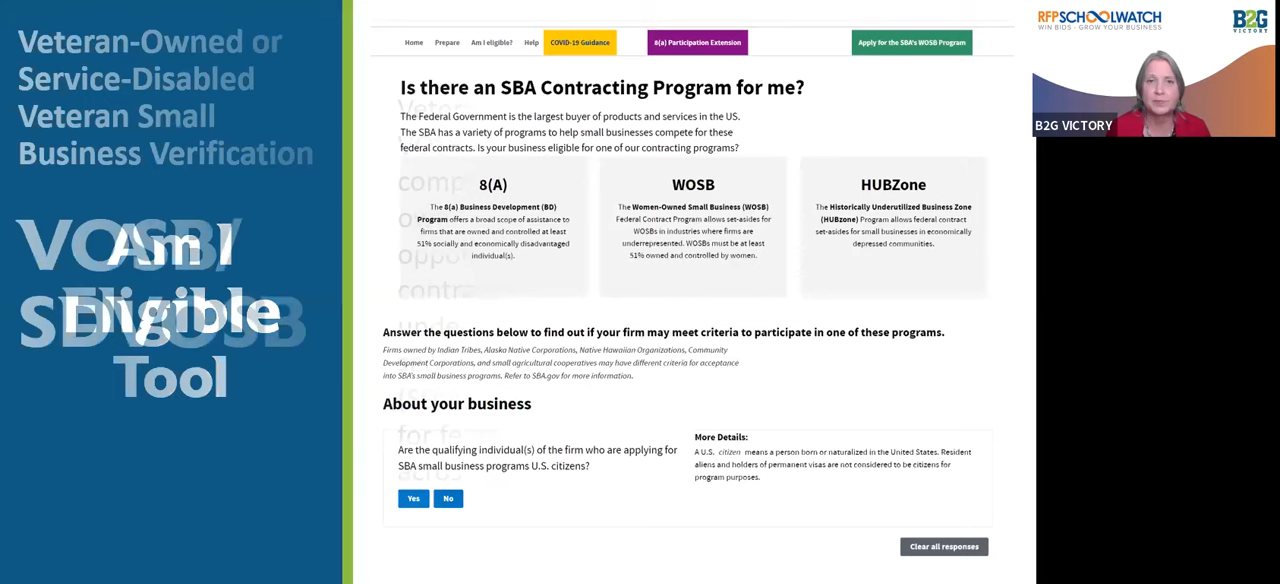 Veteran-Owned or
Service-Disabled
Veteran Small
Business Verification
VOSB/
SDVOSB
Am I
Eligible
Tool
Home Prepare Am I eligible? Help COVID-19 Guidance 8(a) Participation Extension Apply for the SBA's WOSB Program
Is there an SBA Contracting Program for me?
The Federal Government is the largest buyer of products and services in the US.
The SBA has a variety of programs to help small businesses compete for these
federal contracts. Is your business eligible for one of our contracting programs?
8(A)
The 8(a) Business Development (BD)
Program offers a broad scope of assistance to
firms that are owned and controlled at least
51% socially and economically disadvantaged
individual(s).
WOSB
The Women-Owned Small Business (WOSB)
Federal Contract Program allows set-asides for
WOSBs in industries where firms are
underrepresented. WOSBs must be at least
51% owned and controlled by women.
HUBZone
The Historically Underutilized Business Zone
(HUBzone) Program allows federal contract
set-asides for small businesses in economically
depressed communities.
Answer the questions below to find out if your firm may meet criteria to participate in one of these programs.
Firms owned by Indian Tribes, Alaska Native Corporations, Native Hawaiian Organizations, Community
Development Corporations, and small agricultural cooperatives may have different criteria for acceptance
into SBA's small business programs. Refer to SBA.gov for more information.
About your business
Are the qualifying individual(s) of the firm who are applying for
SBA small business programs U.S. citizens?
Yes No
More Details:
A U.S. citizen means a person born or naturalized in the United States. Resident
aliens and holders of permanent visas are not considered to be citizens for
program purposes.
Clear all responses
RFPSCHOOLWATCH
WIN BIDS - GROW YOUR BUSINESS
B2G
VICTORY
B2G VICTORY